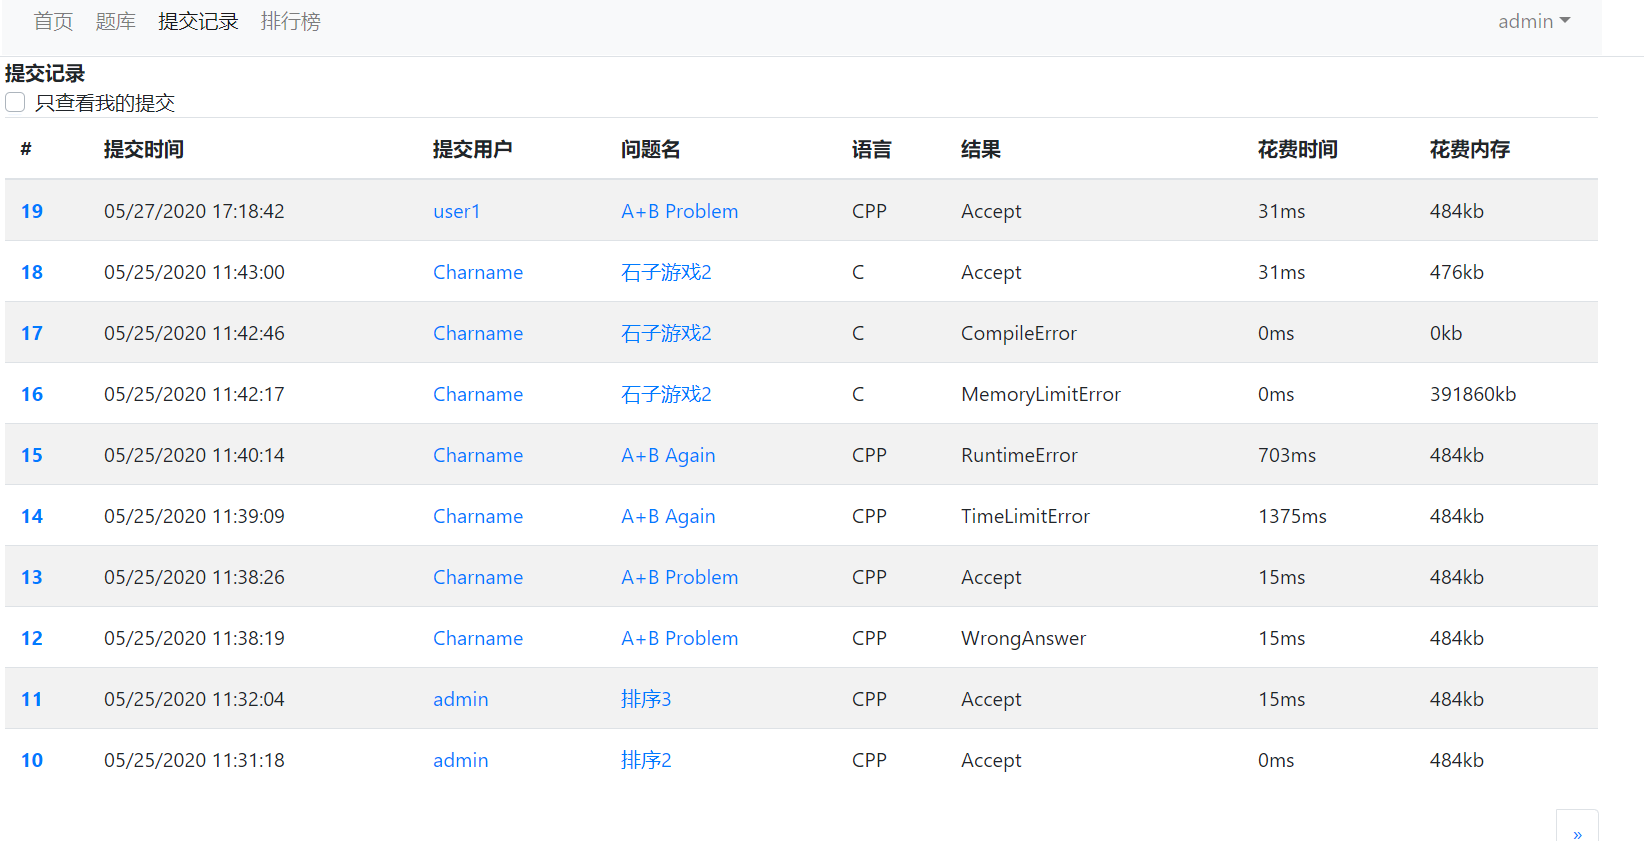 首页 题库 提交记录 排行榜 admin
提交记录
只查看我的提交
# 提交时间 提交用户 问题名 语言 结果 花费时间 花费内存
19 05/27/2020 17:18:42 user1 A+B Problem CPP Accept 31ms 484kb
18 05/25/2020 11:43:00 Charname 石子游戏2 C Accept 31ms 476kb
17 05/25/2020 11:42:46 Charname 石子游戏2 C CompileError 0ms 0kb
16 05/25/2020 11:42:17 Charname 石子游戏2 C MemoryLimitError 0ms 391860kb
15 05/25/2020 11:40:14 Charname A+B Again CPP RuntimeError 703ms 484kb
14 05/25/2020 11:39:09 Charname A+B Again CPP TimeLimitError 1375ms 484kb
13 05/25/2020 11:38:26 Charname A+B Problem CPP Accept 15ms 484kb
12 05/25/2020 11:38:19 Charname A+B Problem CPP WrongAnswer 15ms 484kb
11 05/25/2020 11:32:04 admin 排序3 CPP Accept 15ms 484kb
10 05/25/2020 11:31:18 admin 排序2 CPP Accept 0ms 484kb
»